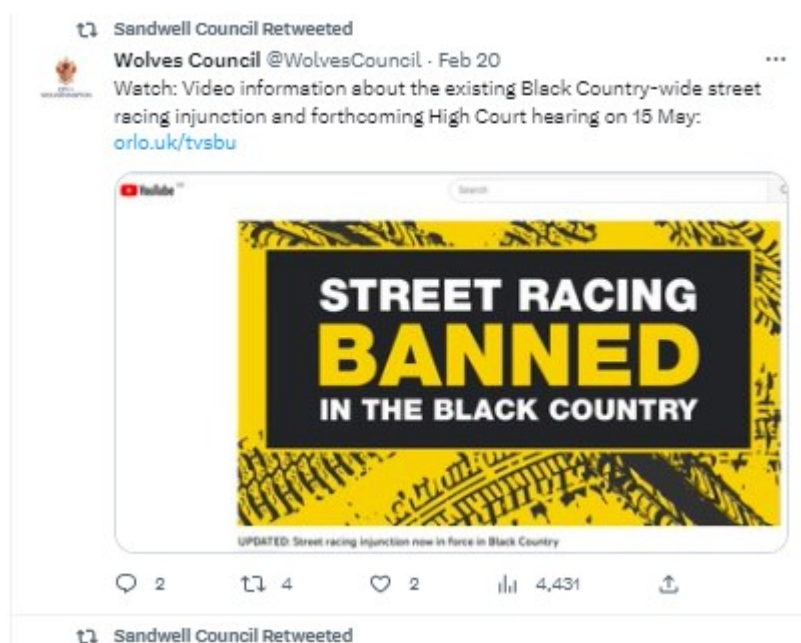 Sandwell Council Retweeted
Wolves Council @WolvesCouncil · Feb 20
Watch: Video information about the existing Black Country-wide street
racing injunction and forthcoming High Court hearing on 15 May:
orlo.uk/tvsbu
YouTube
Search
STREET RACING
BANNED
IN THE BLACK COUNTRY
UPDATED: Street racing injunction now in force in Black Country
2 4 2 4,431
Sandwell Council Retweeted